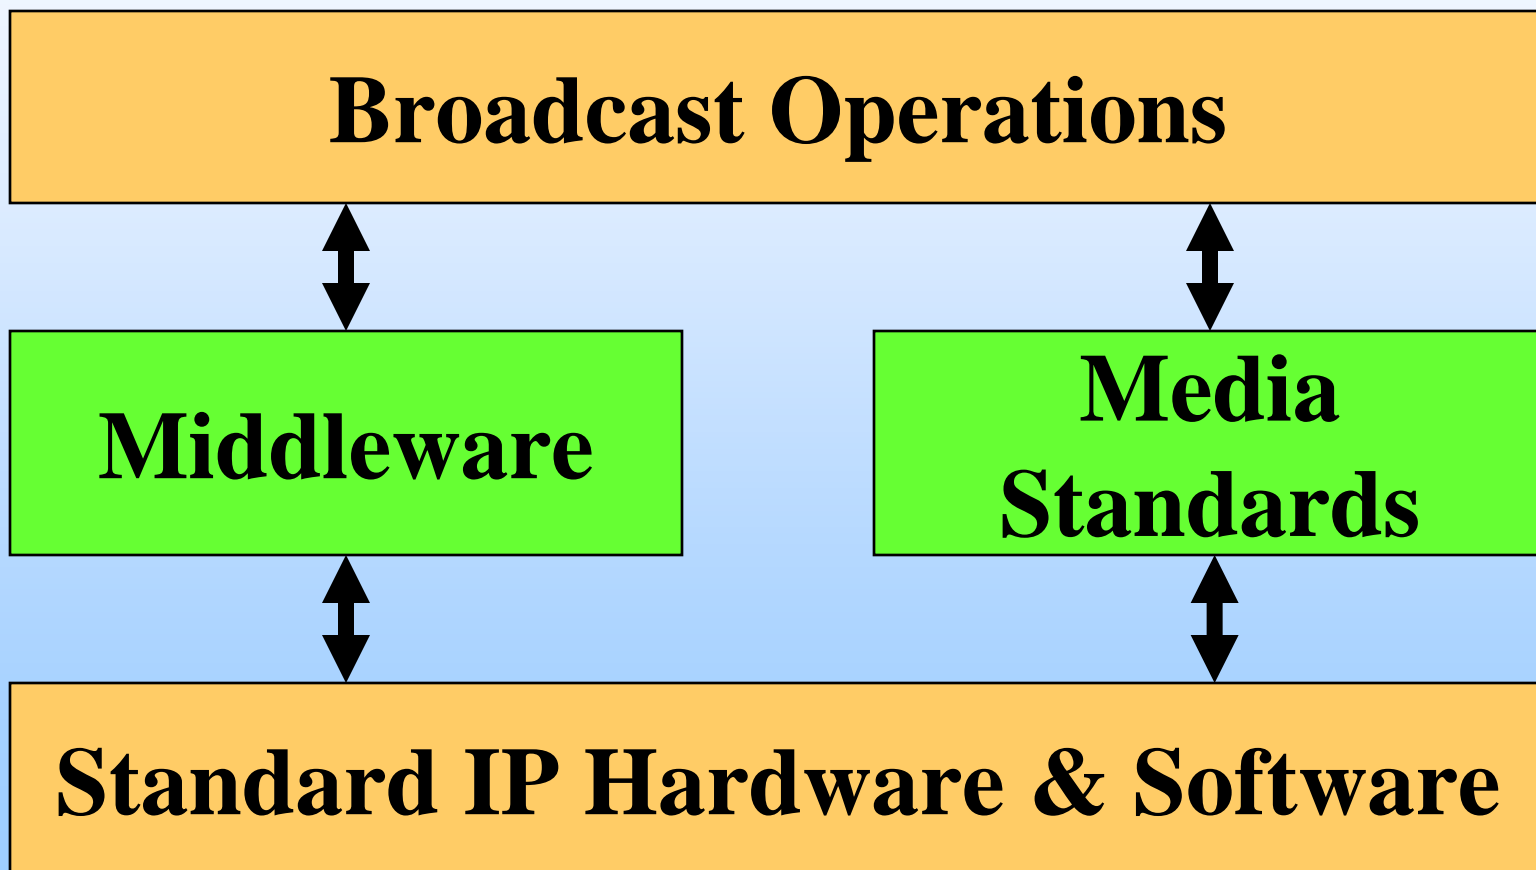 Broadcast Operations
Middleware
Media
Standards
Standard IP Hardware & Software